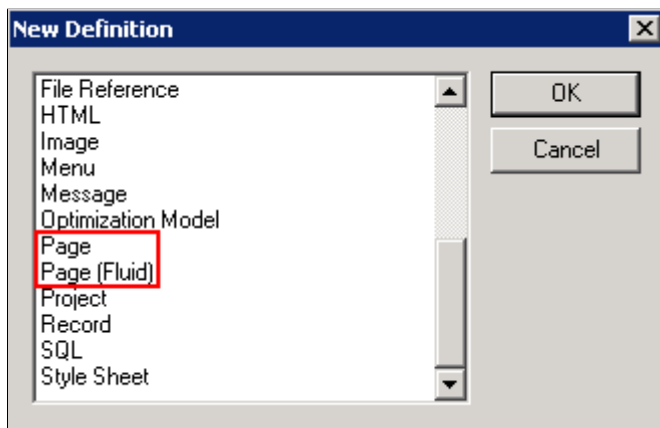 New Definition
File Reference
HTML
Image
Menu
Message
Optimization Model
Page
Page (Fluid)
Project
Record
SQL
Style Sheet
OK
Cancel